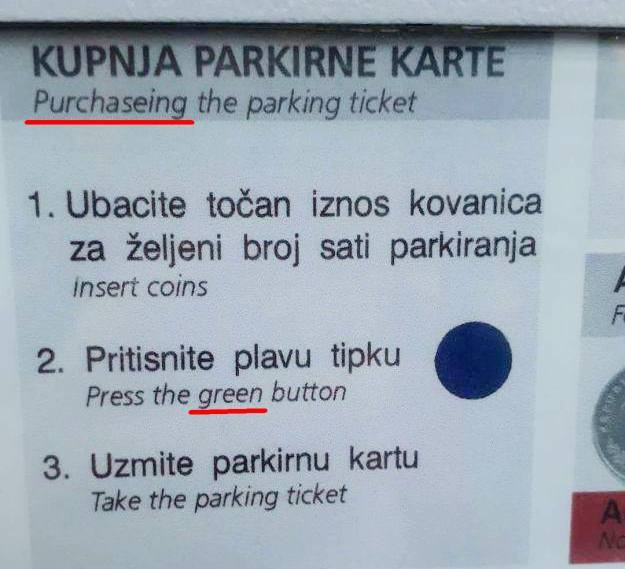 KUPNJA PARKIRNE KARTE
Purchaseing the parking ticket
1. Ubacite točan iznos kovanica
za željeni broj sati parkiranja
insert coins
2. Pritisnite plavu tipku
Press the green button
3. Uzmite parkirnu kartu
Take the parking ticket